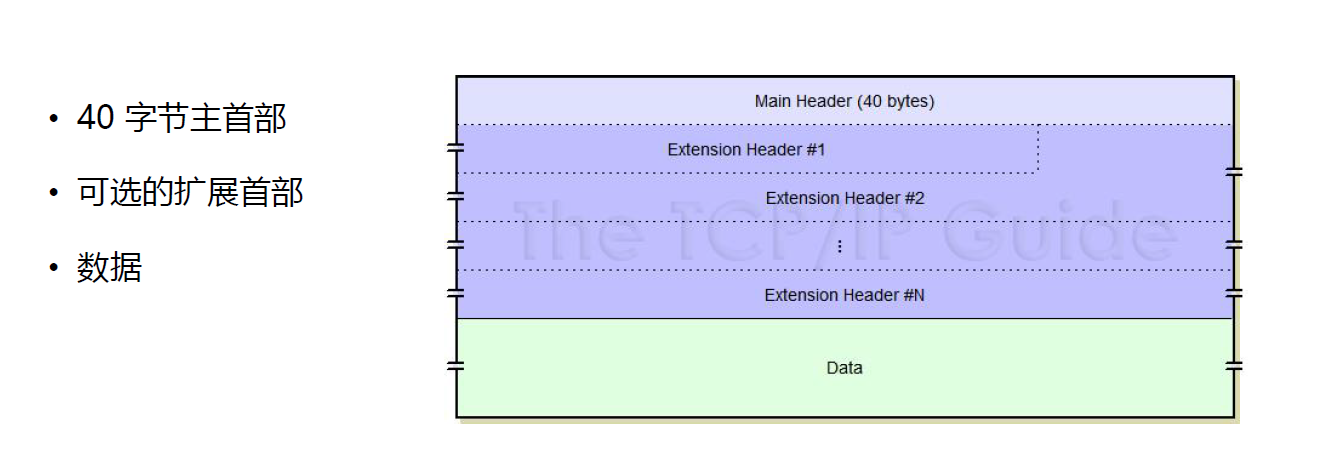 • 40 字节主首部
• 可选的扩展首部
• 数据
Main Header (40 bytes)
Extension Header #1
Extension Header #2
The TCP/IP Guide
⋮
Extension Header #N
Data